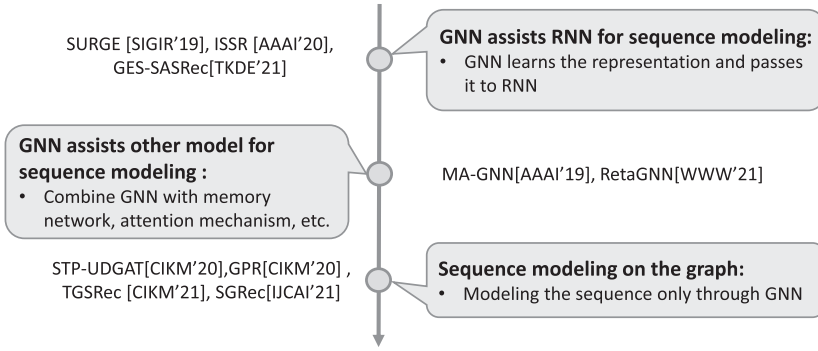 SURGE [SIGIR’19], ISSR [AAAI’20],
GES-SASRec[TKDE’21]
GNN assists RNN for sequence modeling:
• GNN learns the representation and passes
it to RNN
GNN assists other model for
sequence modeling :
• Combine GNN with memory
network, attention mechanism, etc.
MA-GNN[AAAI’19], RetaGNN[WWW’21]
STP-UDGAT[CIKM’20],GPR[CIKM’20] ,
TGSRec [CIKM’21], SGRec[IJCAI’21]
Sequence modeling on the graph:
• Modeling the sequence only through GNN